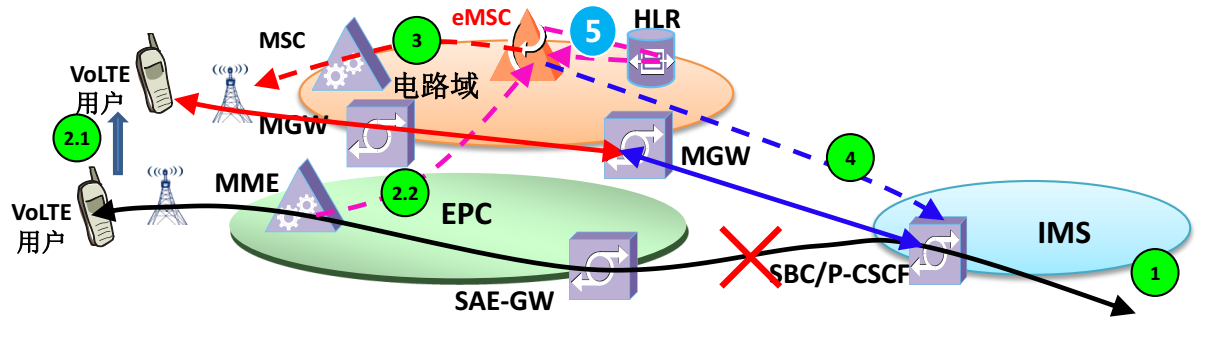 eMSC
5
HLR
MSC
3
VoLTE
用户
电路域
MGW
2.1
MGW
4
MME
2.2
VoLTE
用户
EPC
IMS
SBC/P-CSCF
1
SAE-GW